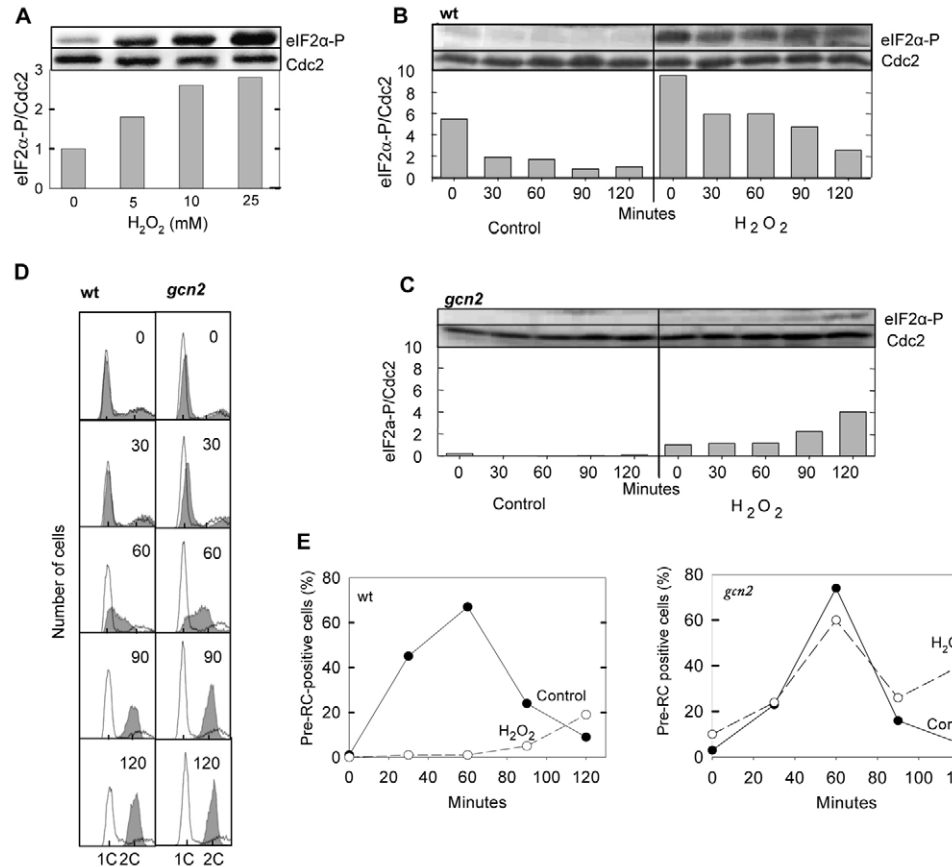 A
eIF2α-P
Cdc2
eIF2α-P/Cdc2
3
2
1
0
0 5 10 25
H2O2 (mM)
B
wt
eIF2α-P
Cdc2
eIF2α-P/Cdc2
10
8
6
4
2
0
0 30 60 90 120 0 30 60 90 120
Minutes
Control
H2O2
C
gcn2
eIF2α-P
Cdc2
eIF2a-P/Cdc2
10
8
6
4
2
0
0 30 60 90 120 0 30 60 90 120
Minutes
Control
H2O2
D
wt gcn2
0 0
30 30
60 60
90 90
120 120
Number of cells
1C 2C 1C 2C
E
Pre-RC-positive cells (%)
80
60
40
20
0
wt
Control
H2O2
0 20 40 60 80 100 120
Minutes
Pre-RC positive cells (%)
80
60
40
20
0
gcn2
0 20 40 60 80 100
Minutes